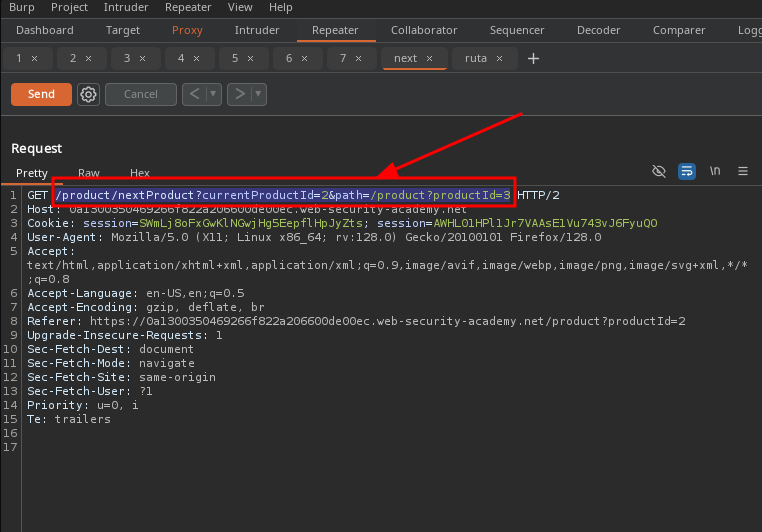 Burp Project Intruder Repeater View Help
Dashboard Target Proxy Intruder Repeater Collaborator Sequencer Decoder Comparer Logg
1 × 2 × 3 × 4 × 5 × 6 × 7 × next × ruta × +
Send Cancel < ▾ > ▾
Request
Pretty Raw Hex \n ≡
1 GET /product/nextProduct?currentProductId=2&path=/product?productId=3 HTTP/2
2 Host: 0a1300350469266f822a206600de00ec.web-security-academy.net
3 Cookie: session=SWmLj8oFxGwKlNGwjHg5EepflHpJyZts; session=AWHL01HPl1Jr7VAAsE1Vu743vJ6FyuQO
4 User-Agent: Mozilla/5.0 (X11; Linux x86_64; rv:128.0) Gecko/20100101 Firefox/128.0
5 Accept:
text/html,application/xhtml+xml,application/xml;q=0.9,image/avif,image/webp,image/png,image/svg+xml,*/*
;q=0.8
6 Accept-Language: en-US,en;q=0.5
7 Accept-Encoding: gzip, deflate, br
8 Referer: https://0a1300350469266f822a206600de00ec.web-security-academy.net/product?productId=2
9 Upgrade-Insecure-Requests: 1
10 Sec-Fetch-Dest: document
11 Sec-Fetch-Mode: navigate
12 Sec-Fetch-Site: same-origin
13 Sec-Fetch-User: ?1
14 Priority: u=0, i
15 Te: trailers
16
17